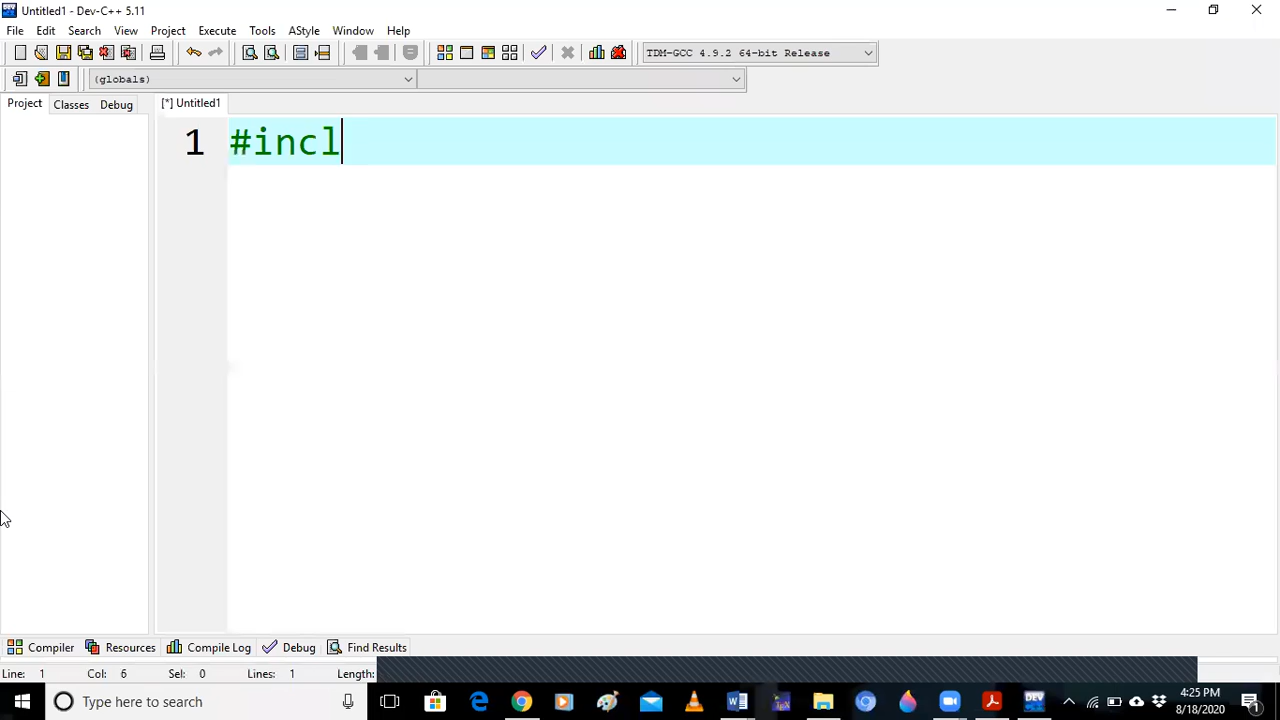 Untitled1 - Dev-C++ 5.11
File Edit Search View Project Execute Tools AStyle Window Help
TDM-GCC 4.9.2 64-bit Release
(globals)
Project Classes Debug [*] Untitled1
1 #incl
Compiler Resources Compile Log Debug Find Results
Line: 1 Col: 6 Sel: 0 Lines: 1 Length:
Type here to search
DEV
4:25 PM
8/18/2020
1